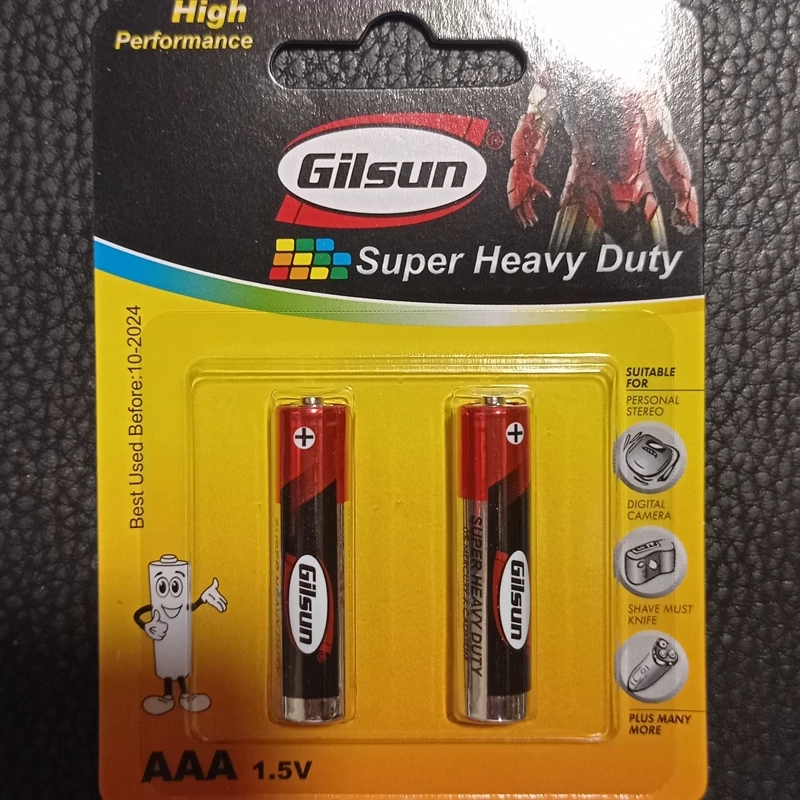 High
Performance
Gilsun®
Super Heavy Duty
Best Used Before:10-2024
SUITABLE
FOR
PERSONAL
STEREO
DIGITAL
CAMERA
SHAVE MUST
KNIFE
PLUS MANY
MORE
+
Gilsun®
+
SUPER HEAVY DUTY
Gilsun
AAA 1.5V